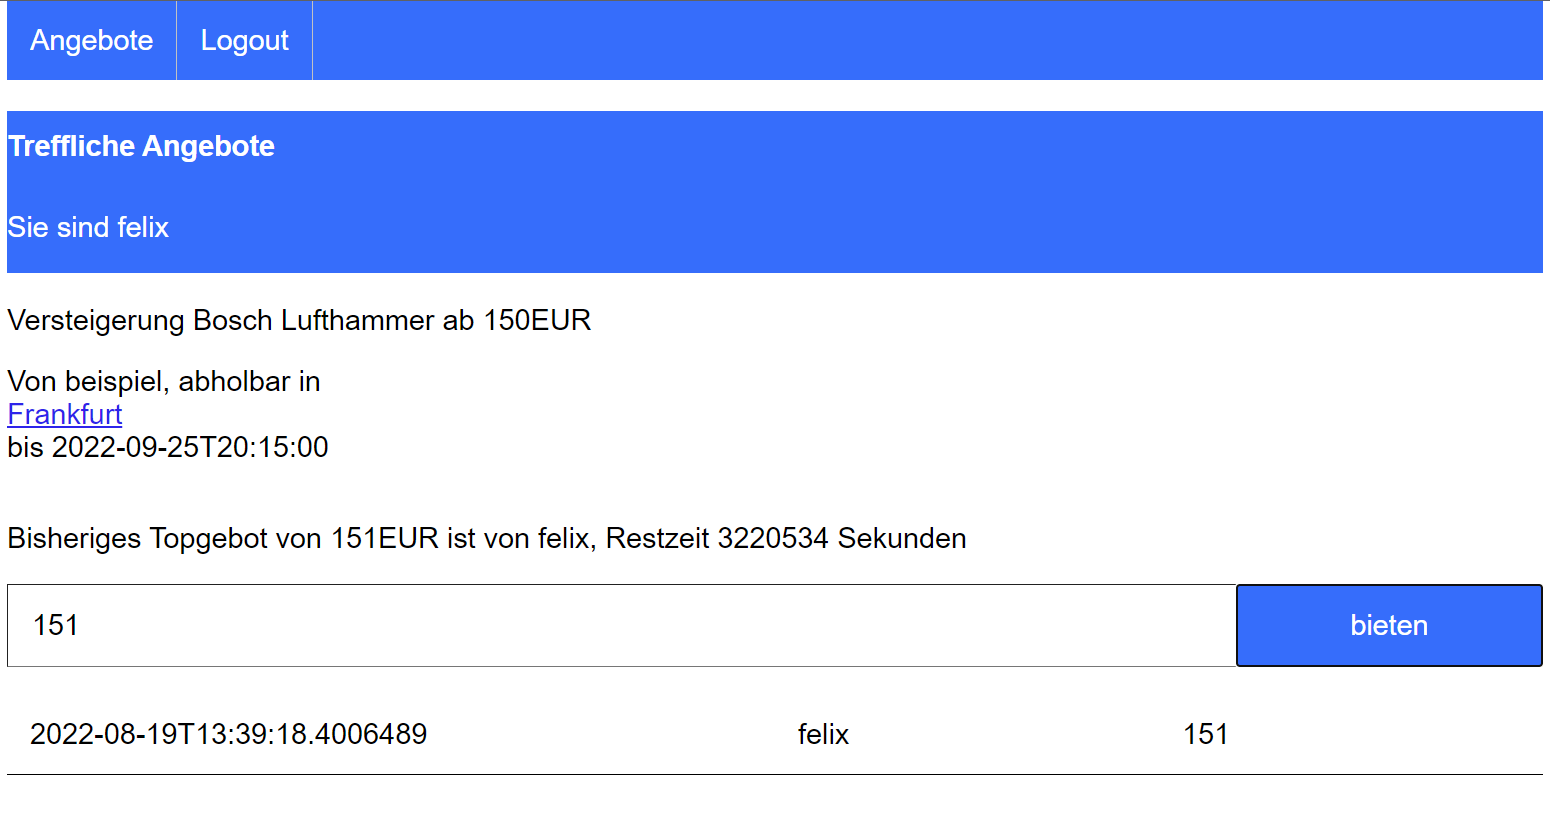 Angebote Logout
Treffliche Angebote
Sie sind felix
Versteigerung Bosch Lufthammer ab 150EUR
Von beispiel, abholbar in
Frankfurt
bis 2022-09-25T20:15:00
Bisheriges Topgebot von 151EUR ist von felix, Restzeit 3220534 Sekunden
151 bieten
2022-08-19T13:39:18.4006489 felix 151